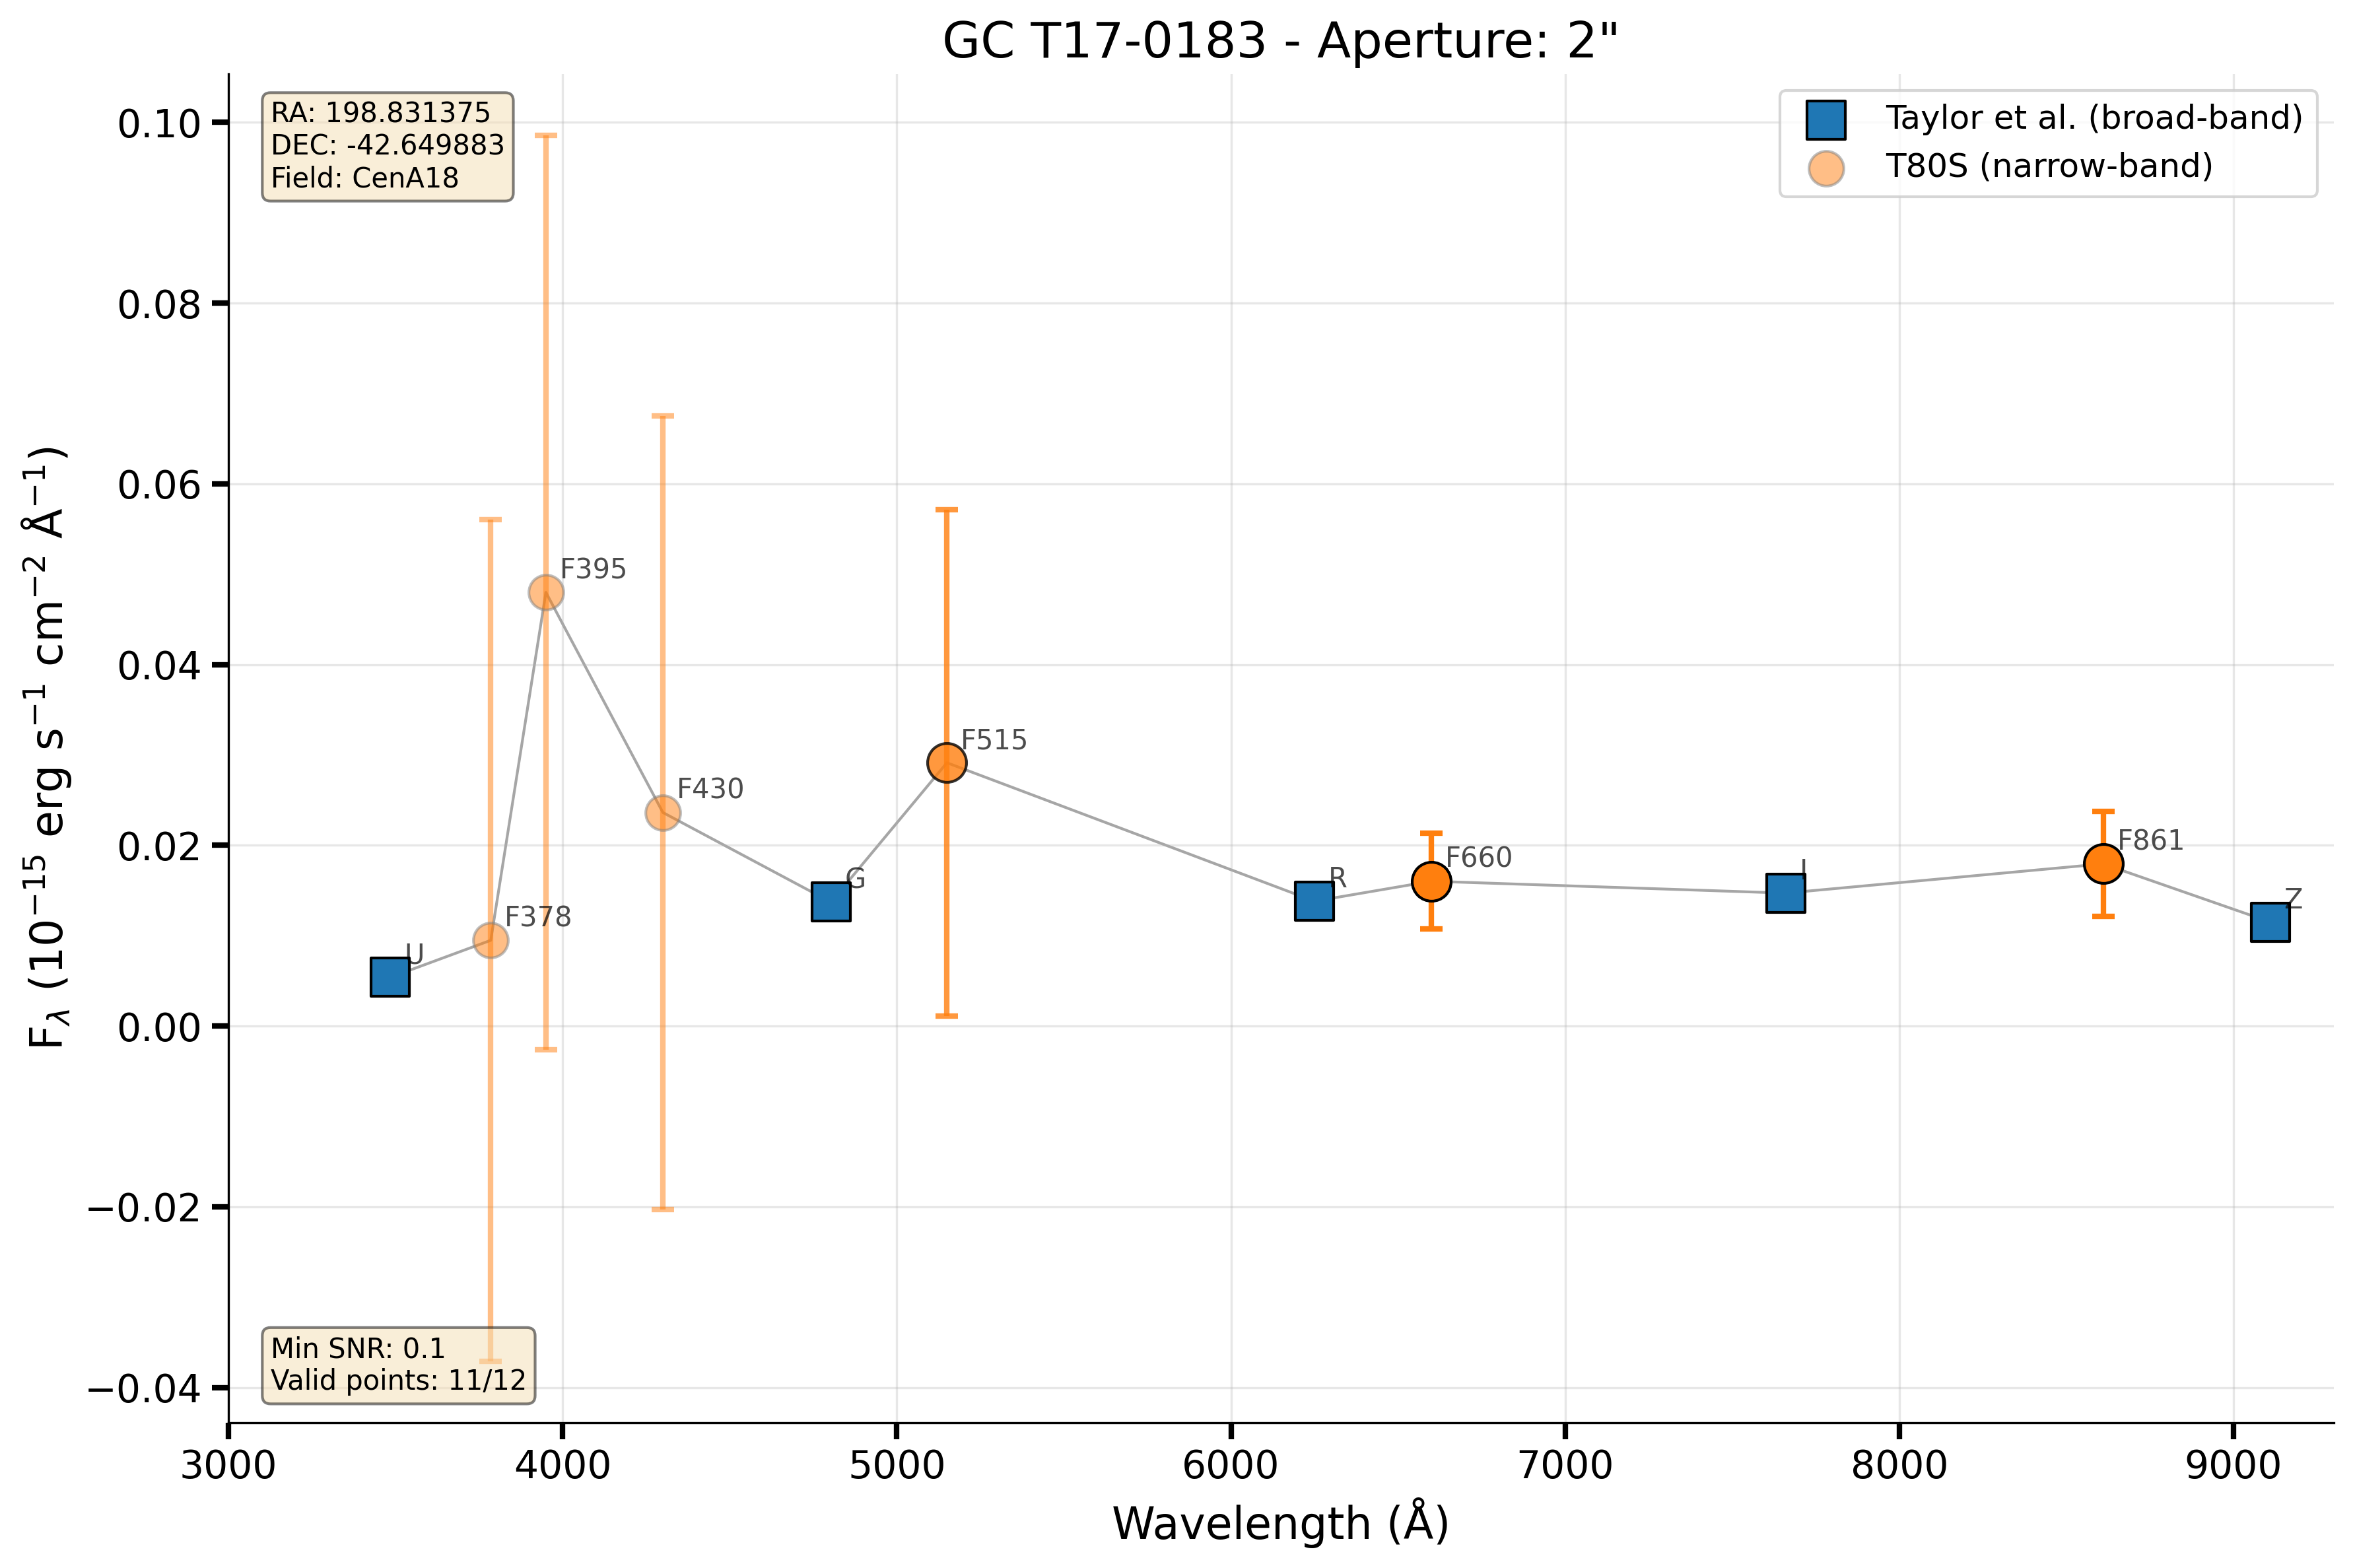 GC T17-0183 - Aperture: 2"
RA: 198.831375
DEC: -42.649883
Field: CenA18
Taylor et al. (broad-band)
T80S (narrow-band)
0.10
0.08
0.06
0.04
0.02
0.00
−0.02
−0.04
F_λ (10⁻¹⁵ erg s⁻¹ cm⁻² Å⁻¹)
U
F378
F395
F430
G
F515
R
F660
I
F861
Z
Min SNR: 0.1
Valid points: 11/12
3000 4000 5000 6000 7000 8000 9000
Wavelength (Å)